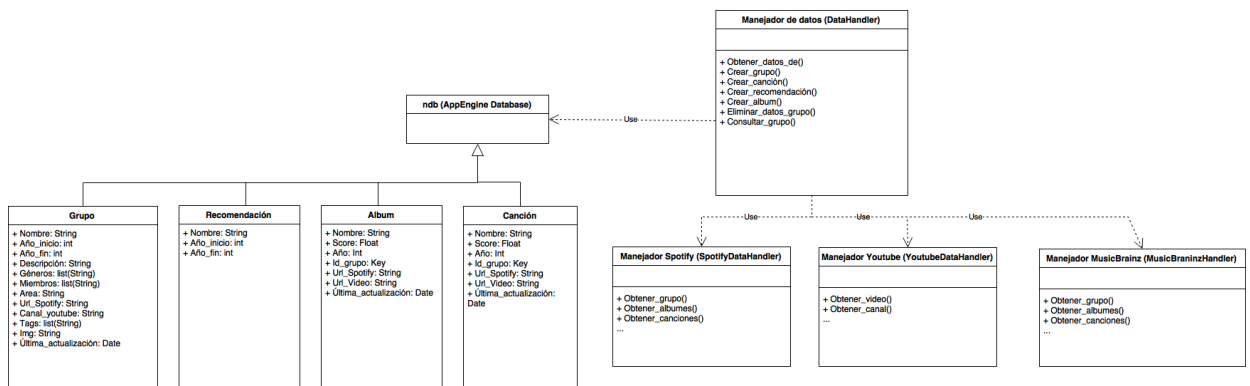 Manejador de datos (DataHandler)
+ Obtener_datos_de()
+ Crear_grupo()
+ Crear_canción()
+ Crear_recomendación()
+ Crear_album()
+ Eliminar_datos_grupo()
+ Consultar_grupo()
ndb (AppEngine Database)
Use
Grupo
+ Nombre: String
+ Año_inicio: int
+ Año_fin: int
+ Descripción: String
+ Géneros: list(String)
+ Miembros: list(String)
+ Area: String
+ Url_Spotify: String
+ Canal_youtube: String
+ Tags: list(String)
+ Img: String
+ Última_actualización: Date
Recomendación
+ Nombre: String
+ Año_inicio: int
+ Año_fin: int
Album
+ Nombre: String
+ Score: Float
+ Año: Int
+ Id_grupo: Key
+ Url_Spotify: String
+ Url_Video: String
+ Última_actualización: Date
Canción
+ Nombre: String
+ Score: Float
+ Año: Int
+ Id_grupo: Key
+ Url_Spotify: String
+ Url_Video: String
+ Última_actualización:
Date
Use
Use
Use
Manejador Spotify (SpotifyDataHandler)
+ Obtener_grupo()
+ Obtener_albumes()
+ Obtener_canciones()
...
Manejador Youtube (YoutubeDataHandler)
+ Obtener_video()
+ Obtener_canal()
...
Manejador MusicBrainz (MusicBraninzHandler)
+ Obtener_grupo()
+ Obtener_albumes()
+ Obtener_canciones()
...